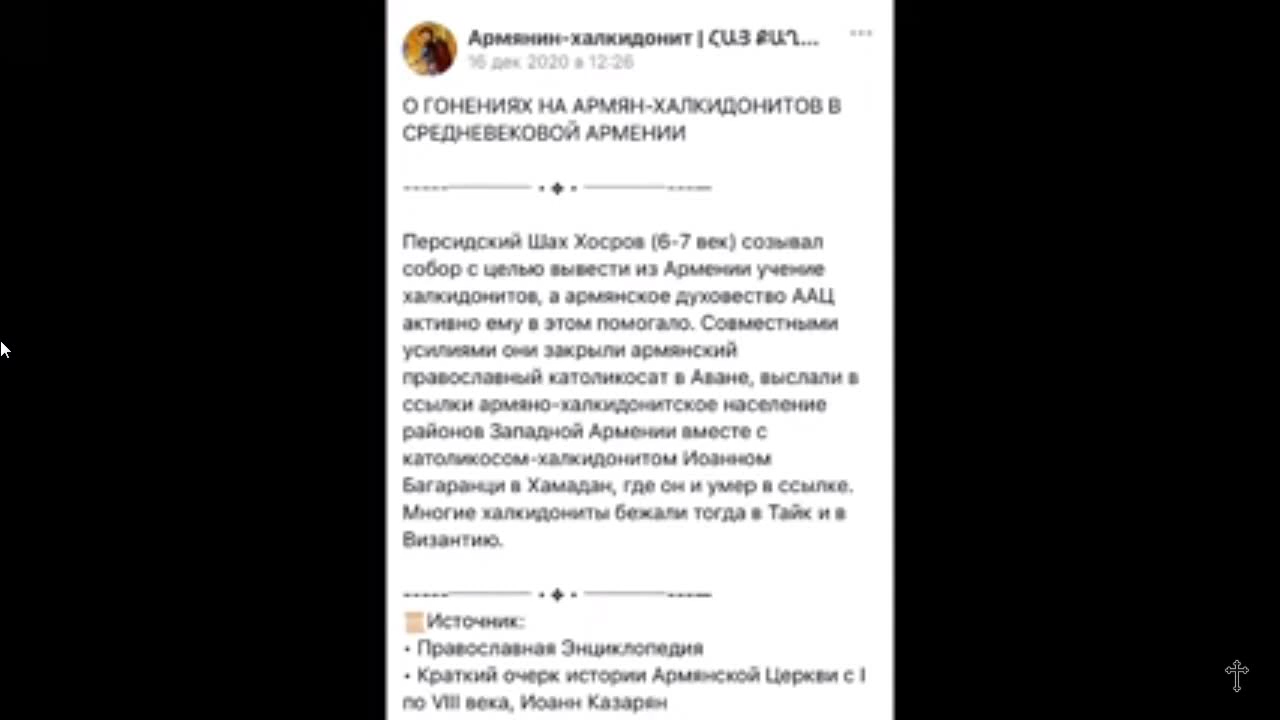 Армянин-халкидонит | ՀԱՅ ՔԱՂ...
16 дек 2020 в 12:26
О ГОНЕНИЯХ НА АРМЯН-ХАЛКИДОНИТОВ В
СРЕДНЕВЕКОВОЙ АРМЕНИИ
Персидский Шах Хосров (6-7 век) созывал
собор с целью вывести из Армении учение
халкидонитов, а армянское духовество ААЦ
активно ему в этом помогало. Совместными
усилиями они закрыли армянский
православный католикосат в Аване, выслали в
ссылки армяно-халкидонитское население
районов Западной Армении вместе с
католикосом-халкидонитом Иоанном
Багаранци в Хамадан, где он и умер в ссылке.
Многие халкидониты бежали тогда в Тайк и в
Византию.
Источник:
• Православная Энциклопедия
• Краткий очерк истории Армянской Церкви с I
по VIII века, Иоанн Казарян